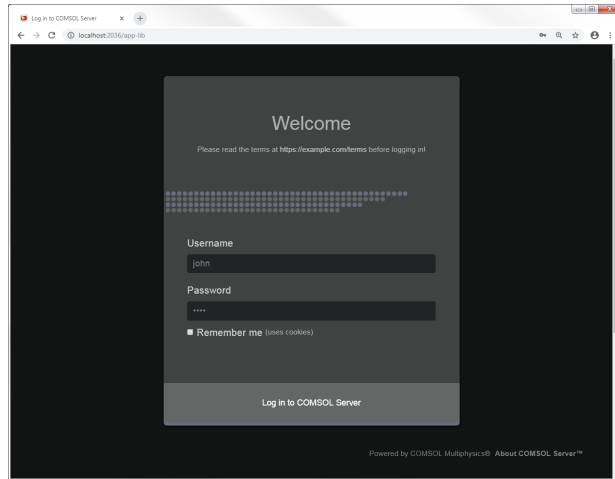 Log in to COMSOL Server
localhost:2036/app-lib
Welcome
Please read the terms at https://example.com/terms before logging in!
Username
john
Password
••••
Remember me (uses cookies)
Log in to COMSOL Server
Powered by COMSOL Multiphysics® About COMSOL Server™